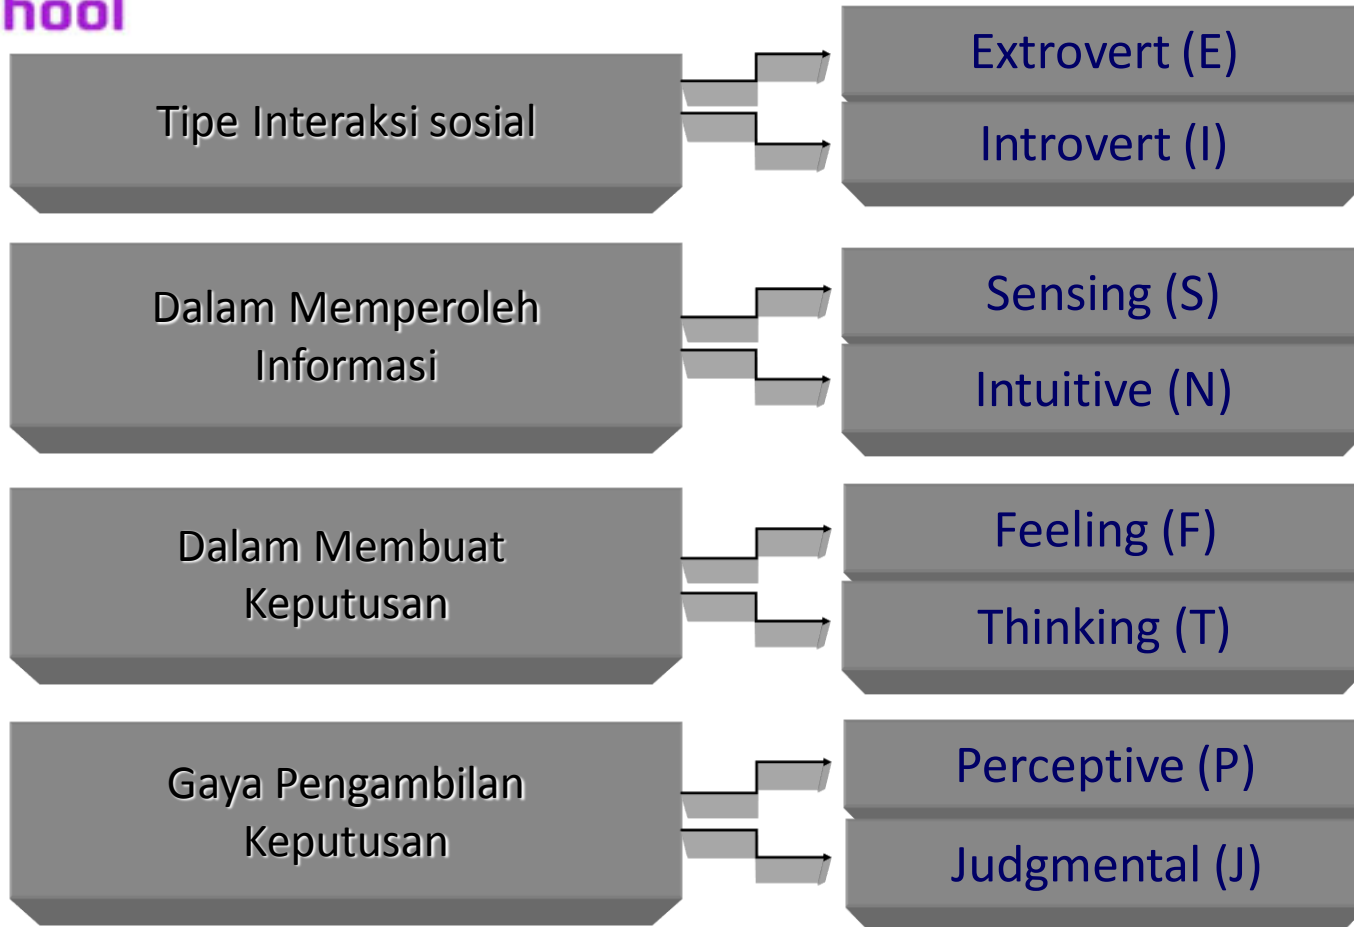 hool
Tipe Interaksi sosial
Extrovert (E)
Introvert (I)
Dalam Memperoleh
Informasi
Sensing (S)
Intuitive (N)
Dalam Membuat
Keputusan
Feeling (F)
Thinking (T)
Gaya Pengambilan
Keputusan
Perceptive (P)
Judgmental (J)